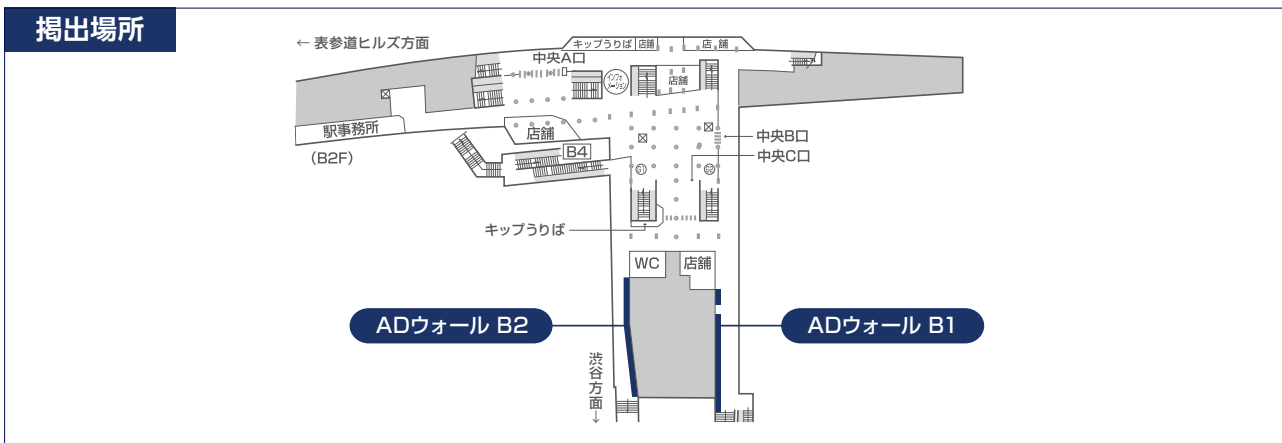 掲出場所
← 表参道ヒルズ方面
キップうりば
店舗
店舗
中央A口
インフォメーション
店舗
駅事務所
(B2F)
店舗
B4
中央B口
中央C口
キップうりば
WC
店舗
ADウォール B2
ADウォール B1
渋谷方面→